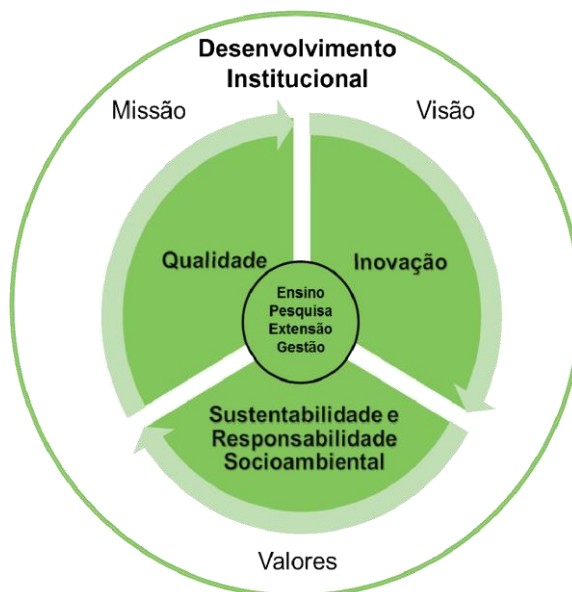 Desenvolvimento
Institucional
Missão
Visão
Qualidade
Inovação
Ensino
Pesquisa
Extensão
Gestão
Sustentabilidade e
Responsabilidade
Socioambiental
Valores